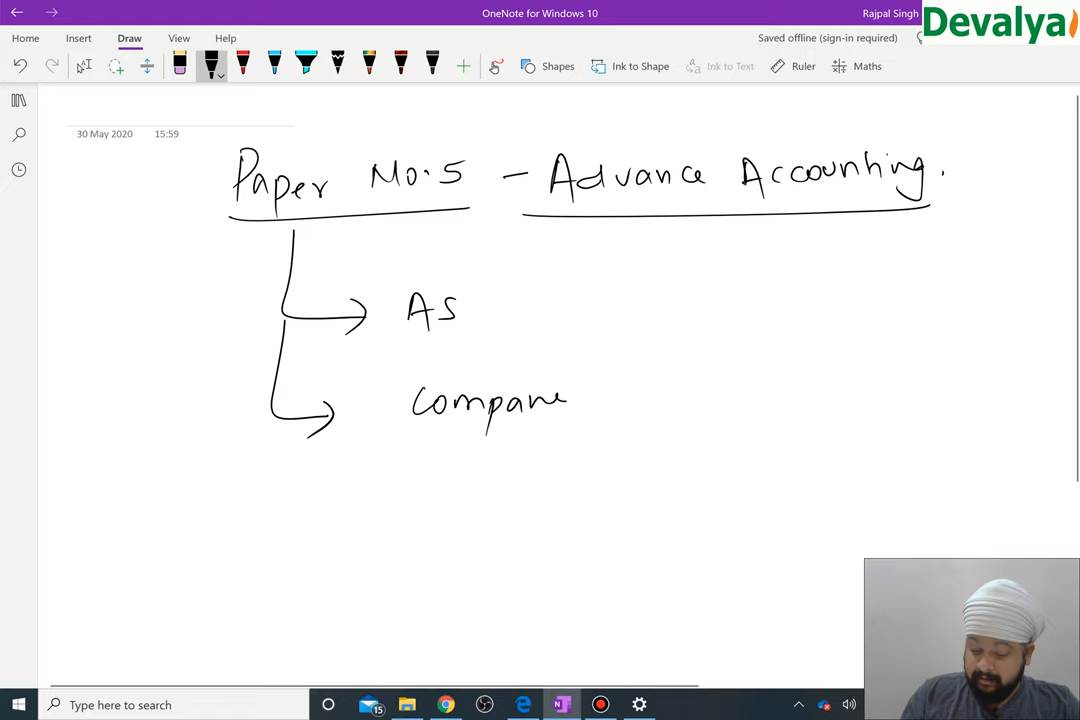 OneNote for Windows 10
Rajpal Singh
Devalya
Home Insert Draw View Help
Saved offline (sign-in required)
Shapes Ink to Shape Ink to Text Ruler Maths
30 May 2020 15:59
Paper No.5 - Advance Accounting.
AS
Compane
Type here to search
15